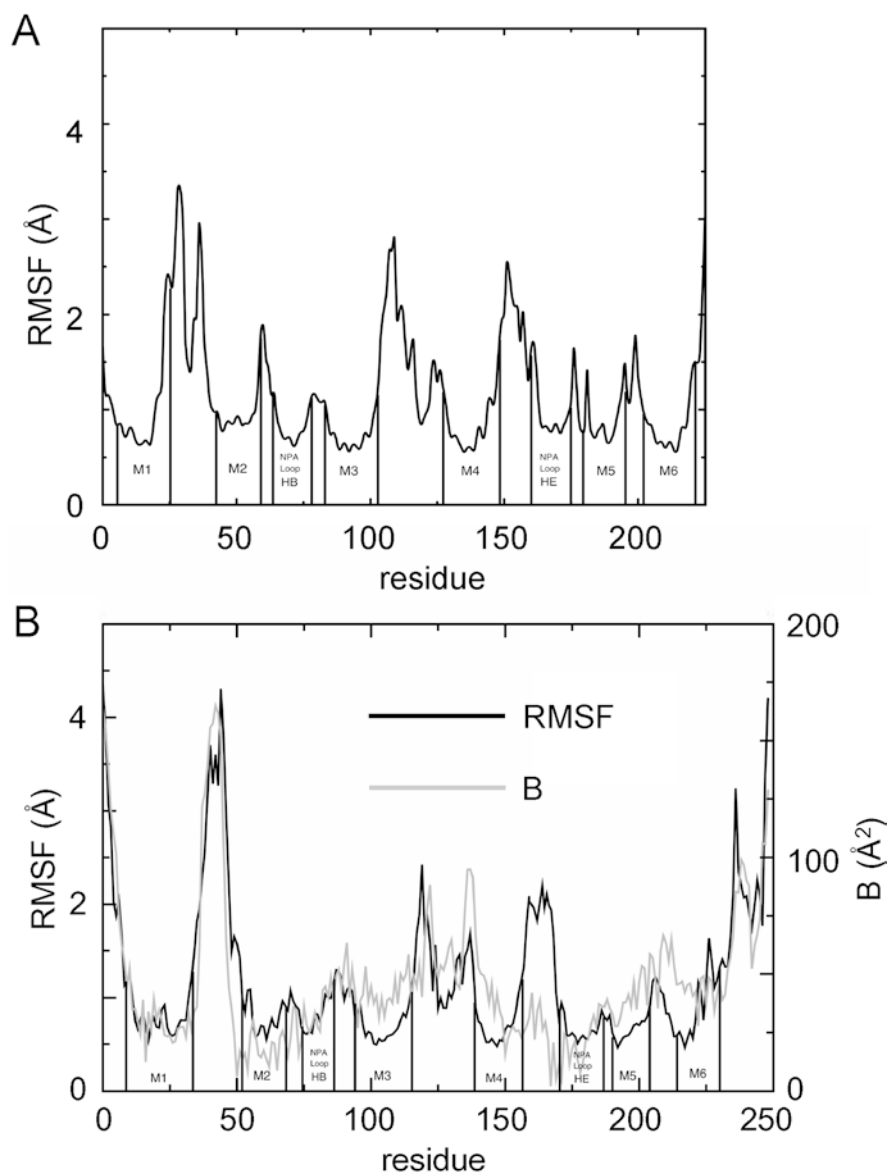 A
RMSF (Å)
4
2
0
M1
M2
NPA
Loop
HB
M3
M4
NPA
Loop
HE
M5
M6
0 50 100 150 200
residue
B
RMSF (Å)
4
2
0
RMSF
B
200
100
0
B (Å²)
M1
M2
NPA
Loop
HB
M3
M4
NPA
Loop
HE
M5
M6
0 50 100 150 200 250
residue